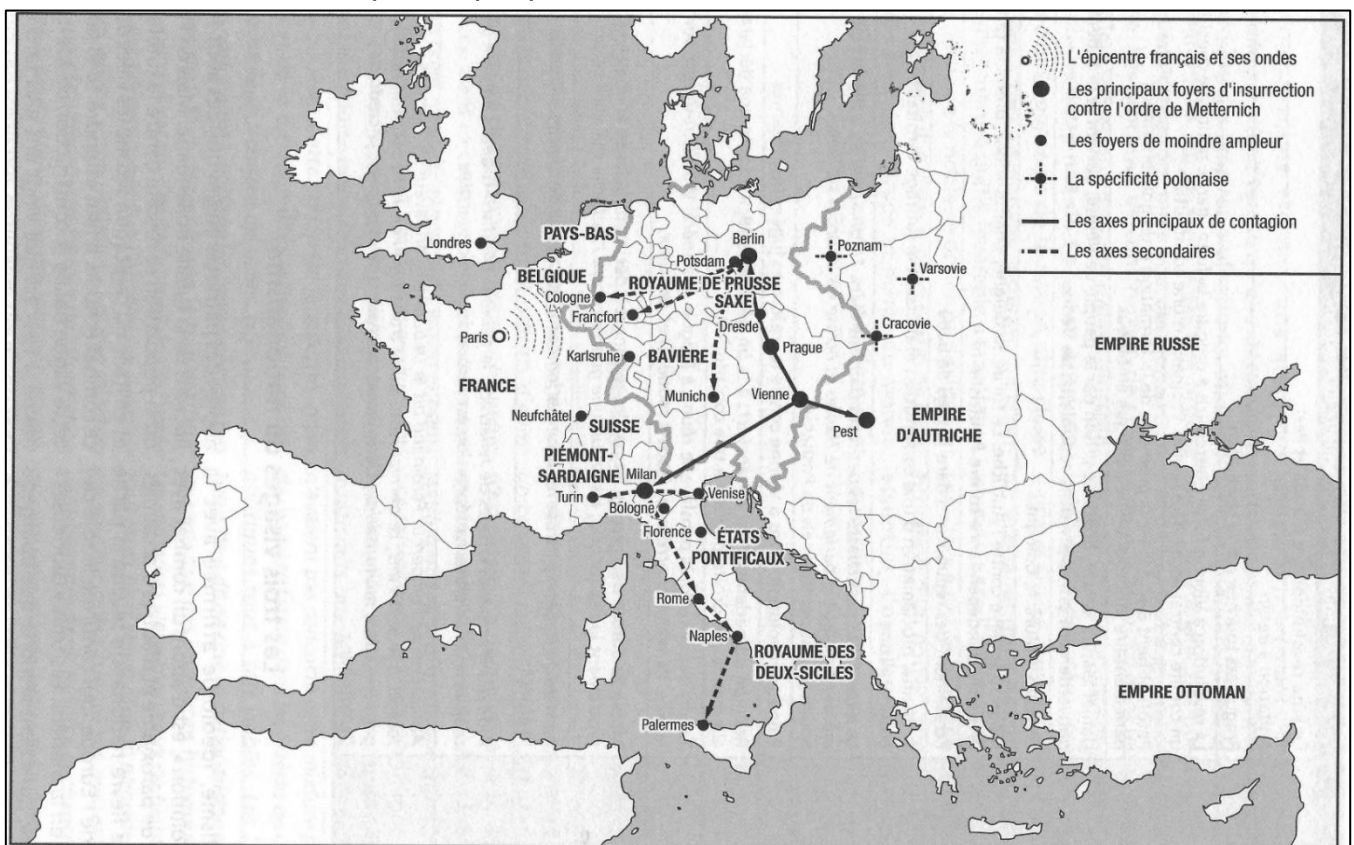 L'épicentre français et ses ondes
Les principaux foyers d'insurrection
contre l'ordre de Metternich
Les foyers de moindre ampleur
La spécificité polonaise
Les axes principaux de contagion
Les axes secondaires
Londres
PAYS-BAS
BELGIQUE
Cologne
Francfort
Paris
Karlsruhe
FRANCE
Neufchâtel
SUISSE
PIÉMONT-
SARDAIGNE
Turin
Milan
Bologne
Venise
Florence
ÉTATS
PONTIFICAUX
Rome
Naples
ROYAUME DES
DEUX-SICILES
Palermes
Berlin
Potsdam
ROYAUME DE PRUSSE
SAXE
Dresde
BAVIÈRE
Prague
Munich
Vienne
Pest
EMPIRE
D'AUTRICHE
Poznam
Varsovie
Cracovie
EMPIRE RUSSE
EMPIRE OTTOMAN